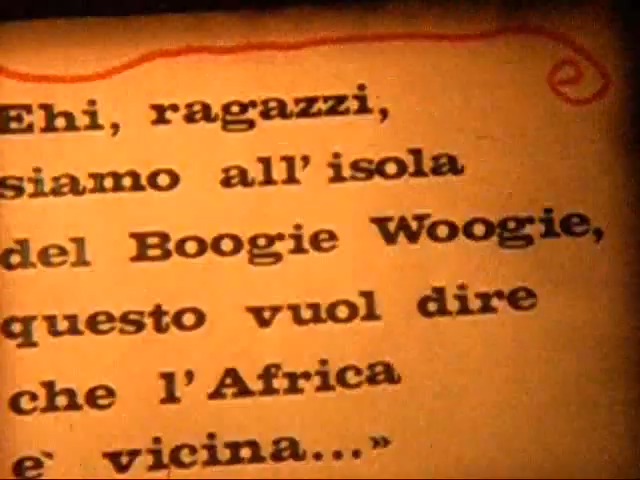 Ehi, ragazzi,
siamo all' isola
del Boogie Woogie,
questo vuol dire
che l'Africa
e` vicina...»